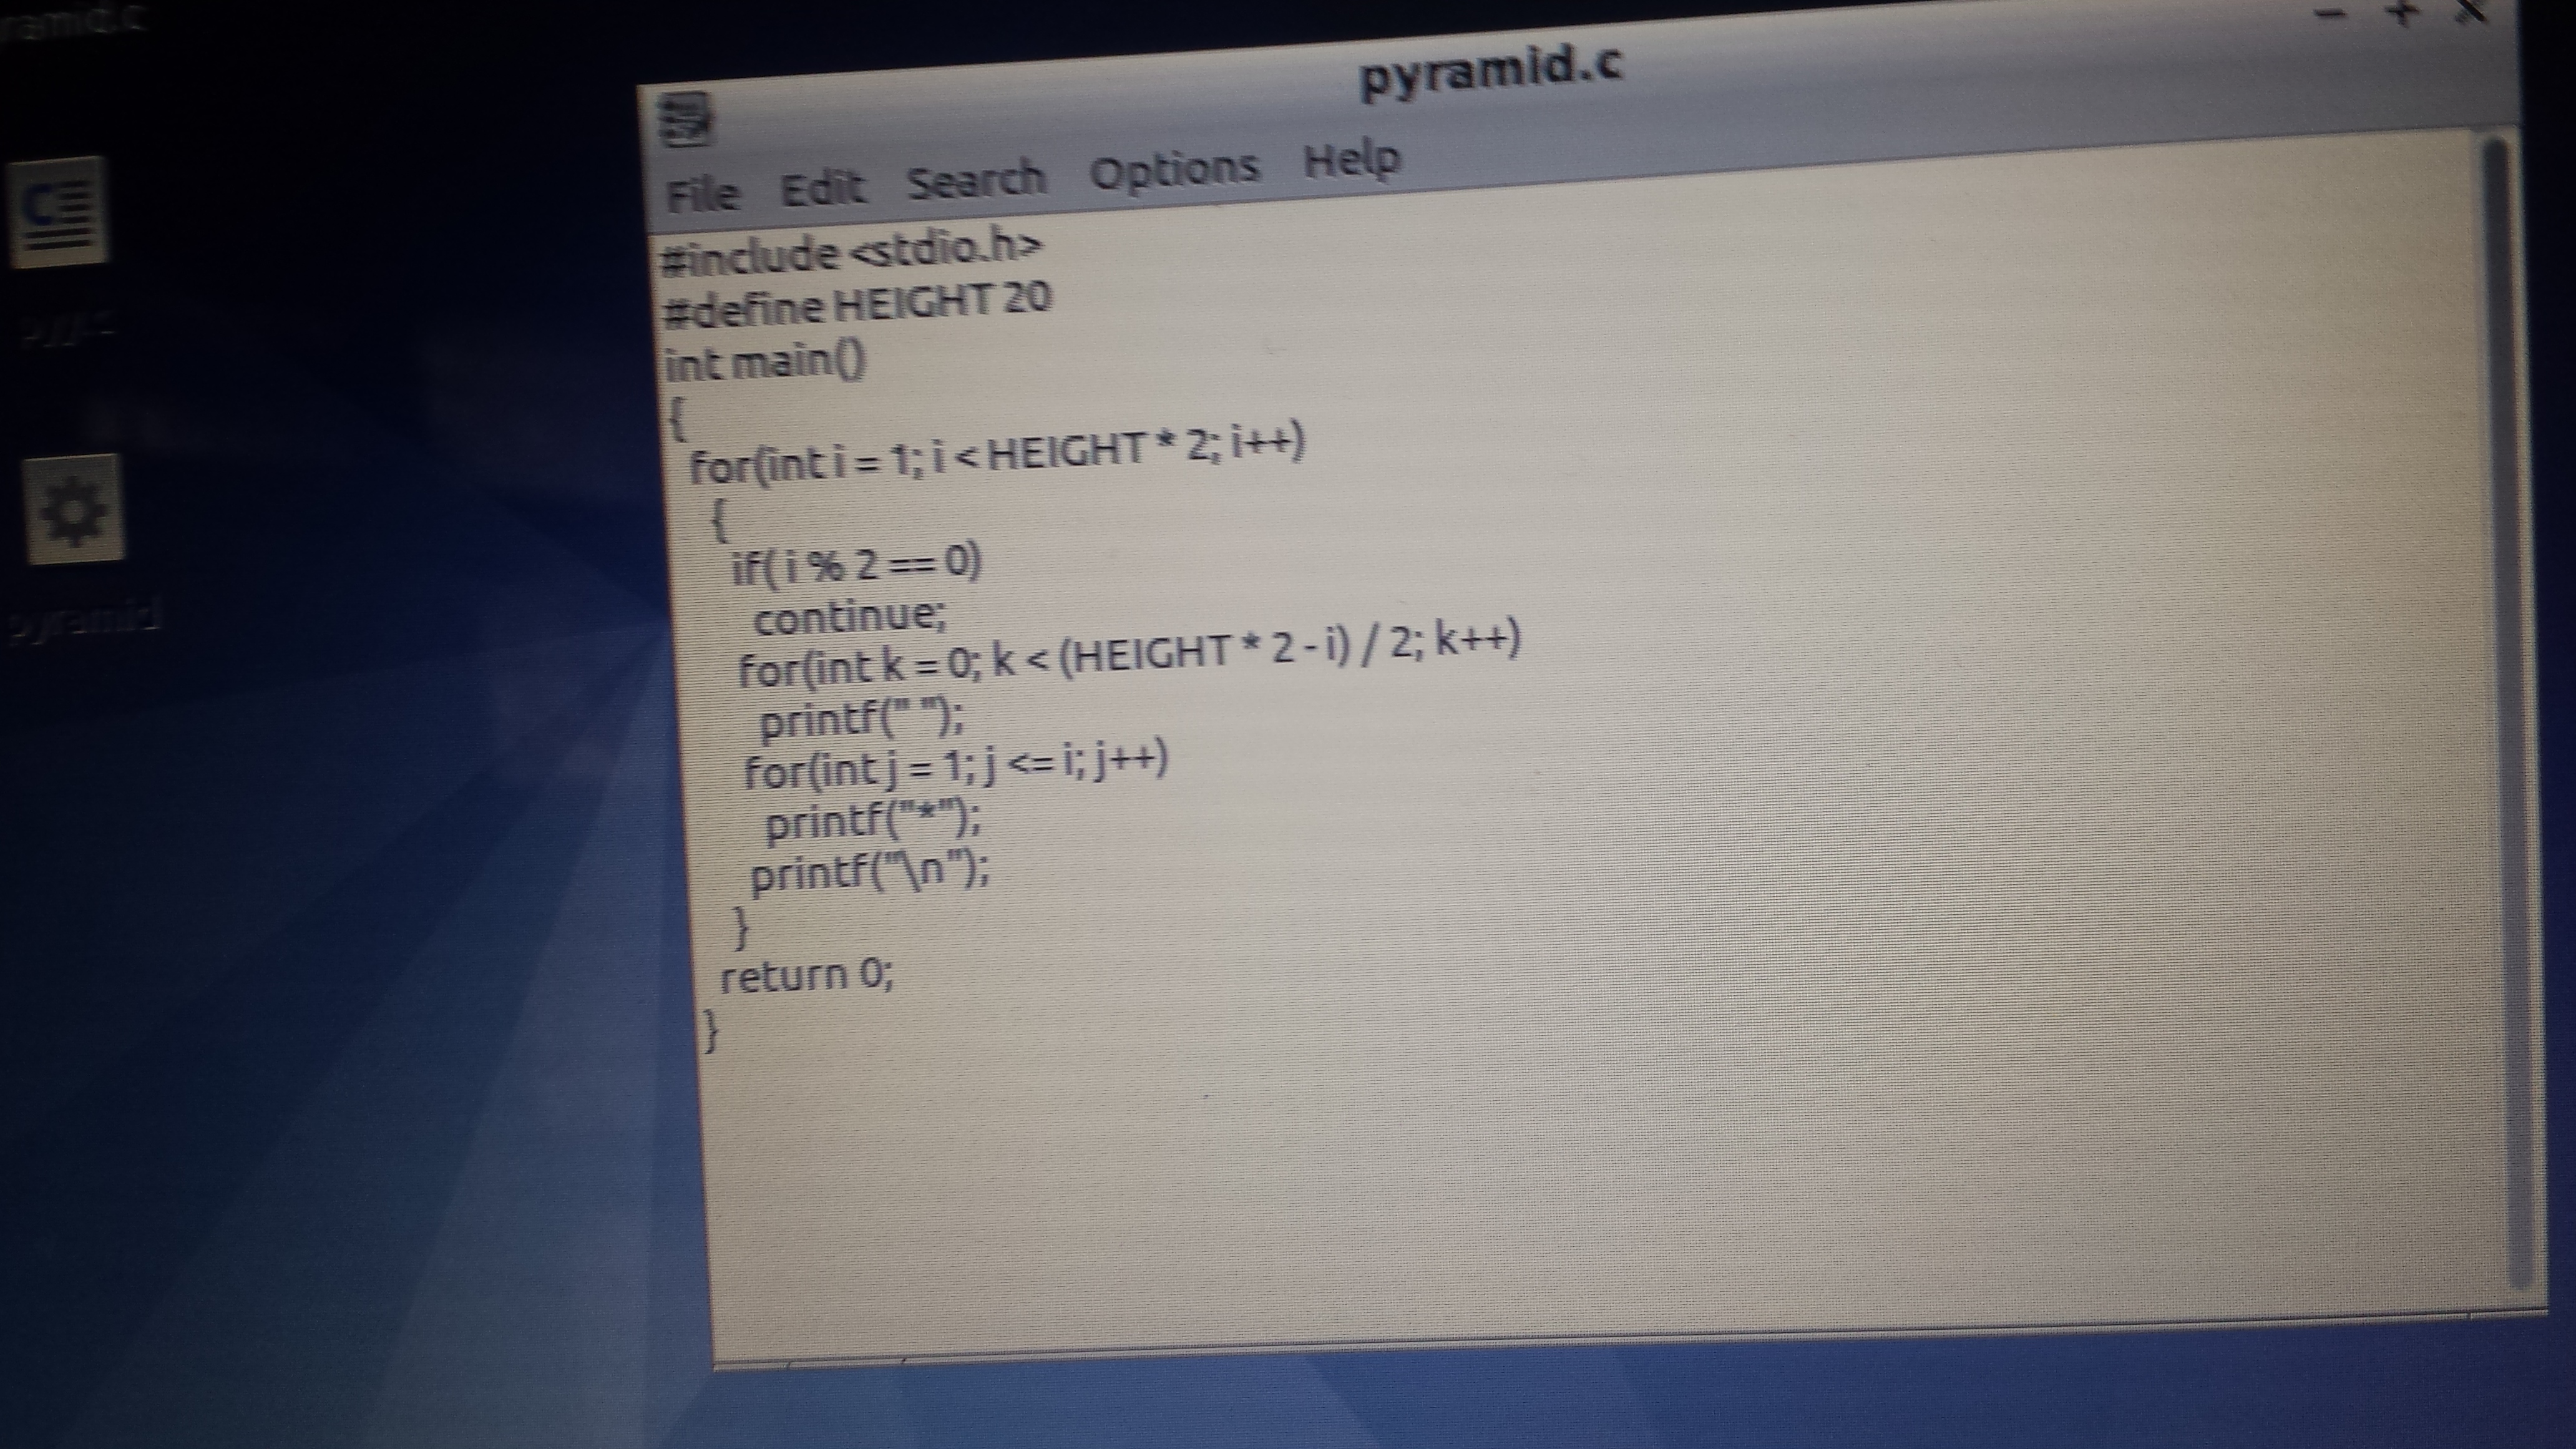 pyramid.c
File Edit Search Options Help
#include <stdio.h>
#define HEIGHT 20
int main()
{
for(int i = 1; i < HEIGHT * 2; i++)
{
if( i % 2 == 0)
continue;
for(int k = 0; k < (HEIGHT * 2 - i) / 2; k++)
printf(" ");
for(int j = 1; j <= i; j++)
printf("*");
printf("\n");
}
return 0;
}
pyramid